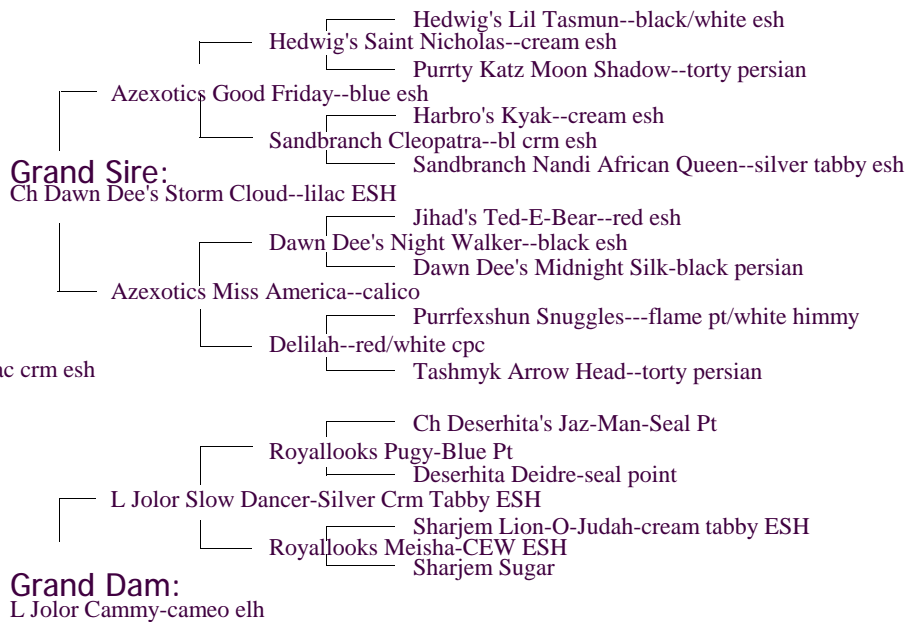 Hedwig's Lil Tasmun--black/white esh
Hedwig's Saint Nicholas--cream esh
Purrty Katz Moon Shadow--torty persian
Azexotics Good Friday--blue esh
Harbro's Kyak--cream esh
Sandbranch Cleopatra--bl crm esh
Sandbranch Nandi African Queen--silver tabby esh
Grand Sire:
Ch Dawn Dee's Storm Cloud--lilac ESH
Jihad's Ted-E-Bear--red esh
Dawn Dee's Night Walker--black esh
Dawn Dee's Midnight Silk-black persian
Azexotics Miss America--calico
Purrfexshun Snuggles---flame pt/white himmy
Delilah--red/white cpc
Tashmyk Arrow Head--torty persian
ac crm esh
Ch Deserhita's Jaz-Man-Seal Pt
Royallooks Pugy-Blue Pt
Deserhita Deidre-seal point
L Jolor Slow Dancer-Silver Crm Tabby ESH
Sharjem Lion-O-Judah-cream tabby ESH
Royallooks Meisha-CEW ESH
Sharjem Sugar
Grand Dam:
L Jolor Cammy-cameo elh